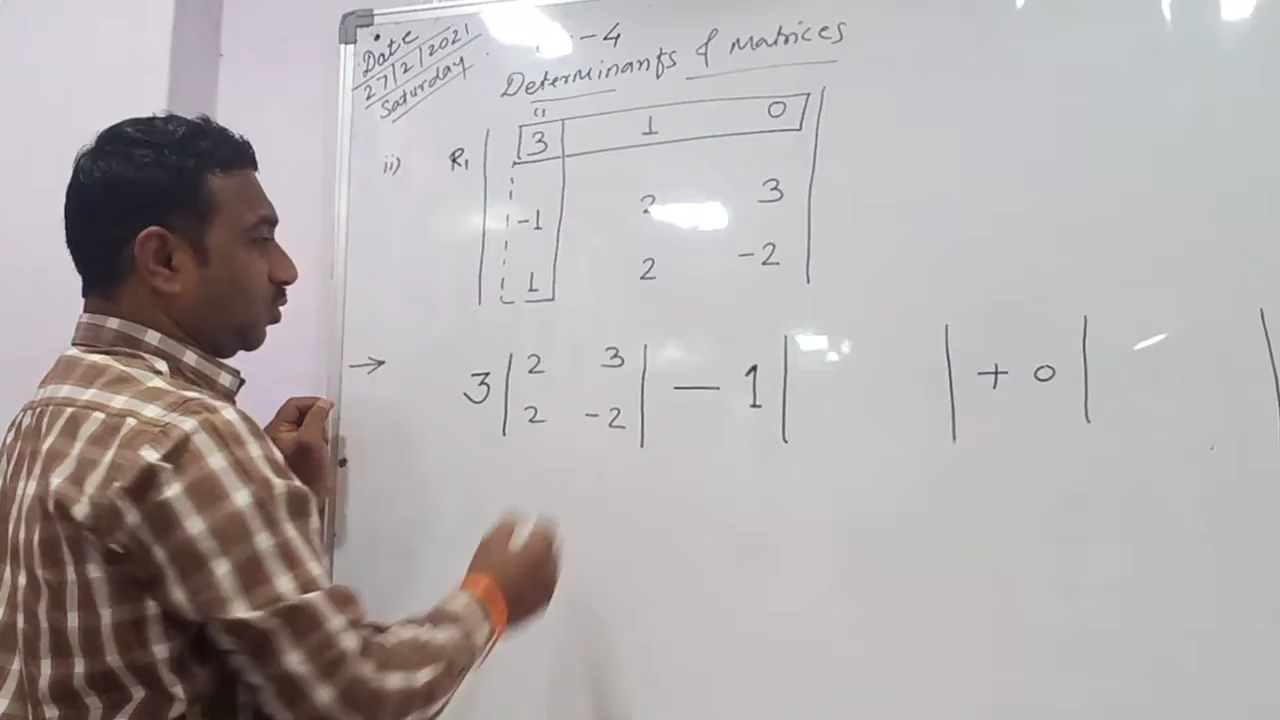 Date
27/2/2021
Saturday
-4
Determinants & Matrices
ii) R₁ | 3 1 0 |
| -1 2 3 |
| 1 2 -2 |
→ 3 | 2 3 | — 1 | | + 0 | |
| 2 -2 |